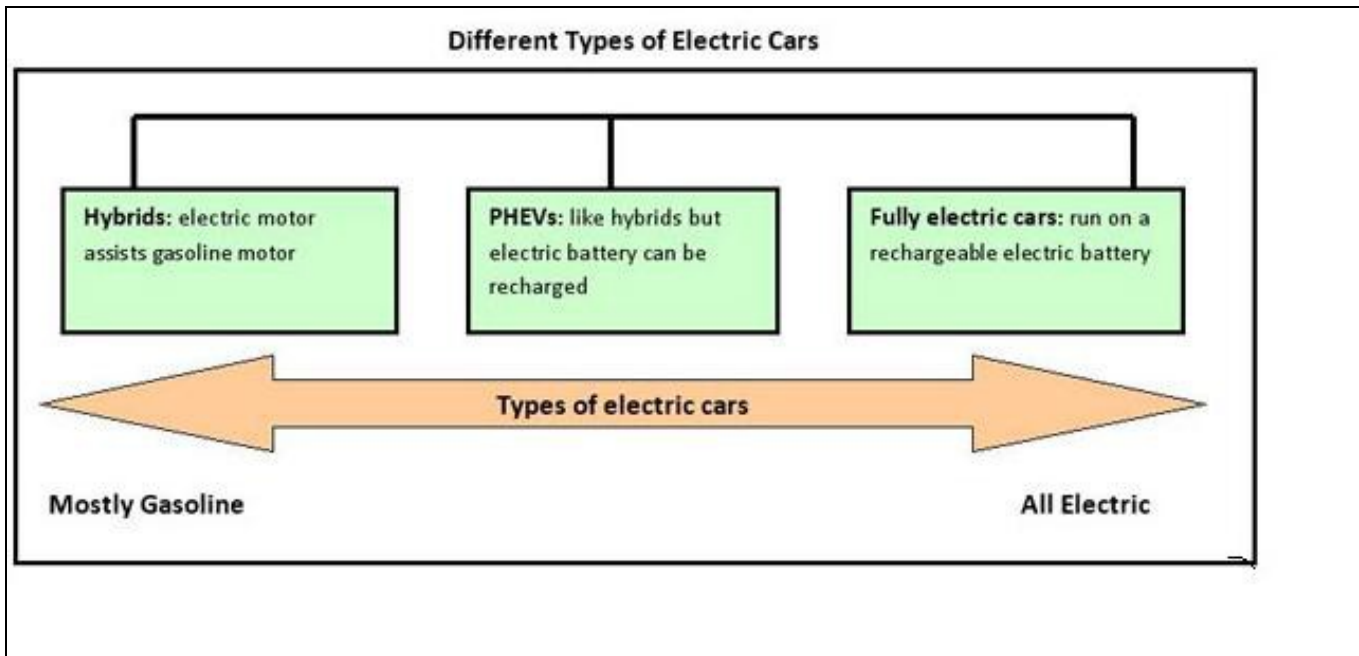 Different Types of Electric Cars
Hybrids: electric motor
assists gasoline motor
PHEVs: like hybrids but
electric battery can be
recharged
Fully electric cars: run on a
rechargeable electric battery
Types of electric cars
Mostly Gasoline
All Electric